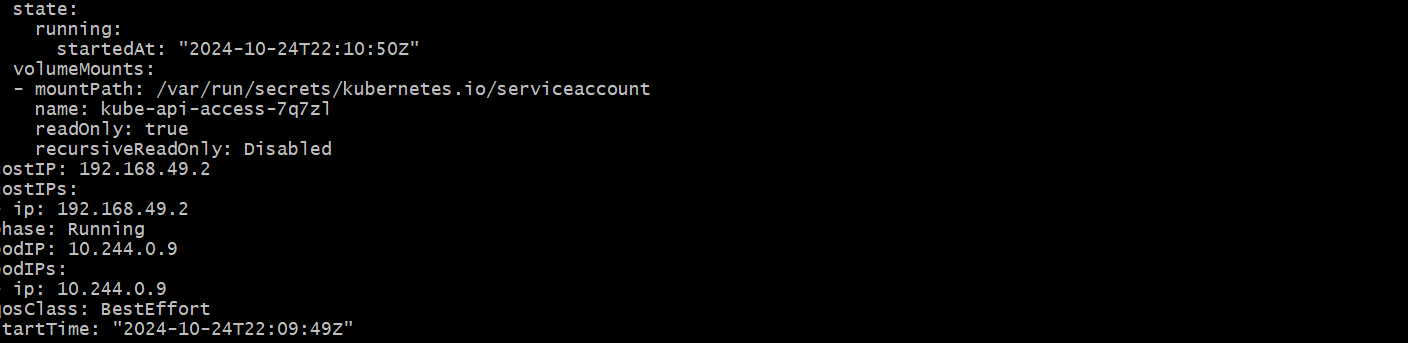 state:
running:
startedAt: "2024-10-24T22:10:50Z"
volumeMounts:
- mountPath: /var/run/secrets/kubernetes.io/serviceaccount
name: kube-api-access-7q7zl
readOnly: true
recursiveReadOnly: Disabled
ostIP: 192.168.49.2
ostIPs:
ip: 192.168.49.2
hase: Running
odIP: 10.244.0.9
odIPs:
ip: 10.244.0.9
osClass: BestEffort
tartTime: "2024-10-24T22:09:49Z"